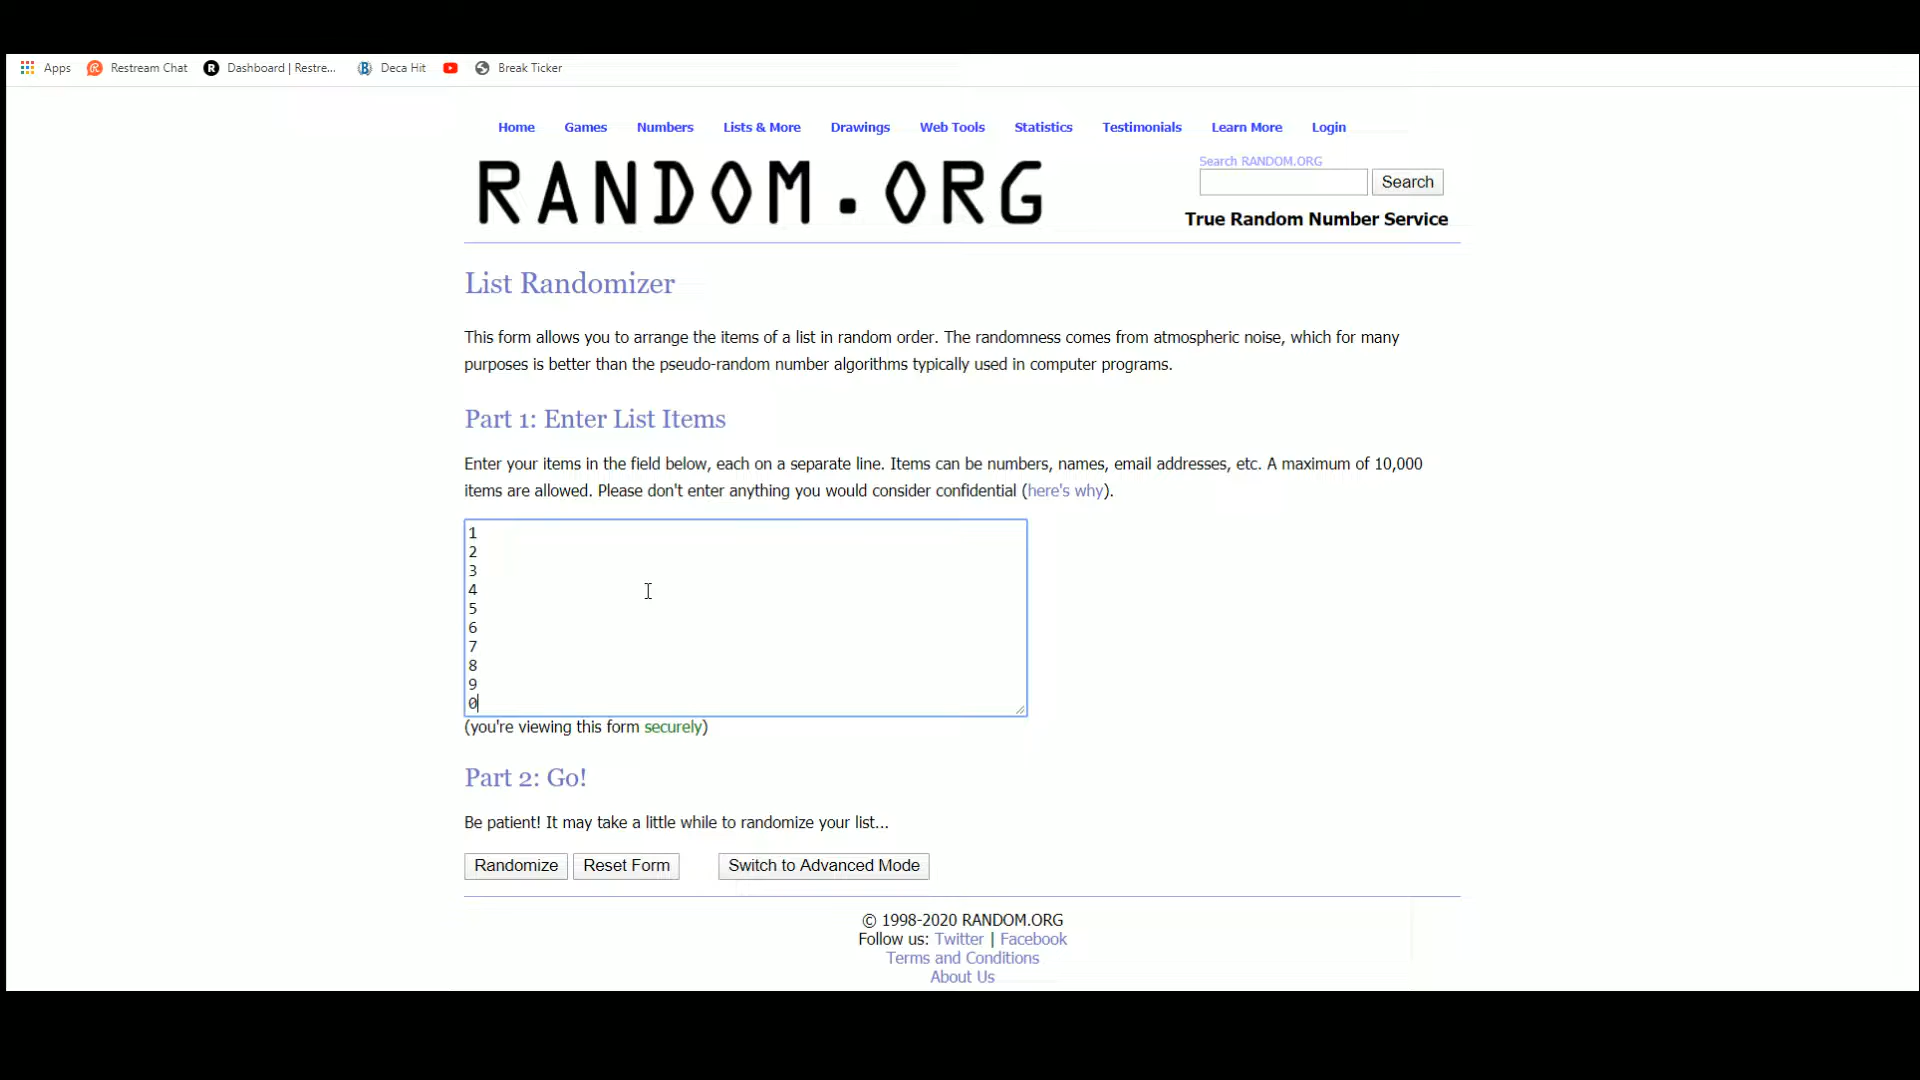 Apps Restream Chat Dashboard | Restre... Deca Hit Break Ticker
Home Games Numbers Lists & More Drawings Web Tools Statistics Testimonials Learn More Login
RANDOM.ORG
Search RANDOM.ORG
Search
True Random Number Service
List Randomizer
This form allows you to arrange the items of a list in random order. The randomness comes from atmospheric noise, which for many
purposes is better than the pseudo-random number algorithms typically used in computer programs.
Part 1: Enter List Items
Enter your items in the field below, each on a separate line. Items can be numbers, names, email addresses, etc. A maximum of 10,000
items are allowed. Please don't enter anything you would consider confidential (here's why).
1
2
3
4
5
6
7
8
9
0
(you're viewing this form securely)
Part 2: Go!
Be patient! It may take a little while to randomize your list...
Randomize Reset Form Switch to Advanced Mode
© 1998-2020 RANDOM.ORG
Follow us: Twitter | Facebook
Terms and Conditions
About Us